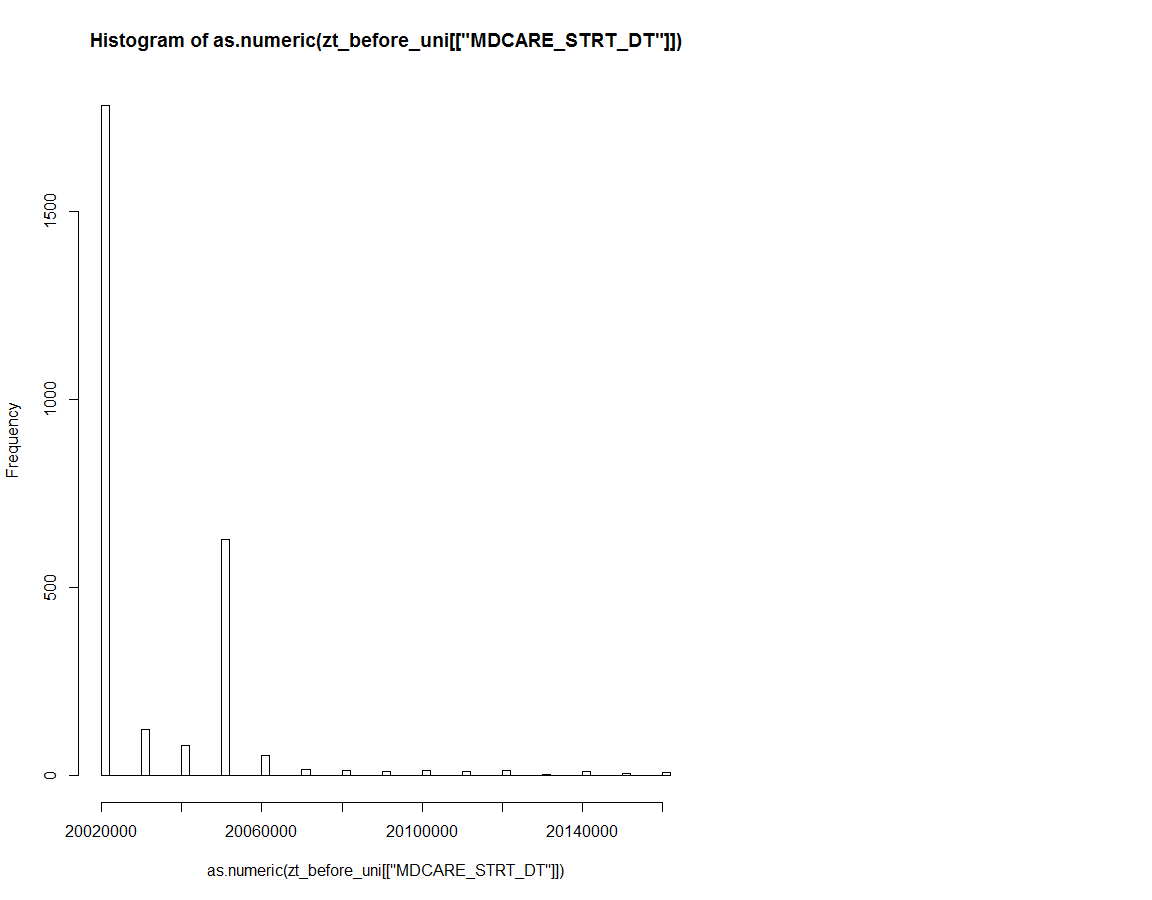 Histogram of as.numeric(zt_before_uni[["MDCARE_STRT_DT"]])
Frequency
1500
1000
500
0
20020000 20060000 20100000 20140000
as.numeric(zt_before_uni[["MDCARE_STRT_DT"]])